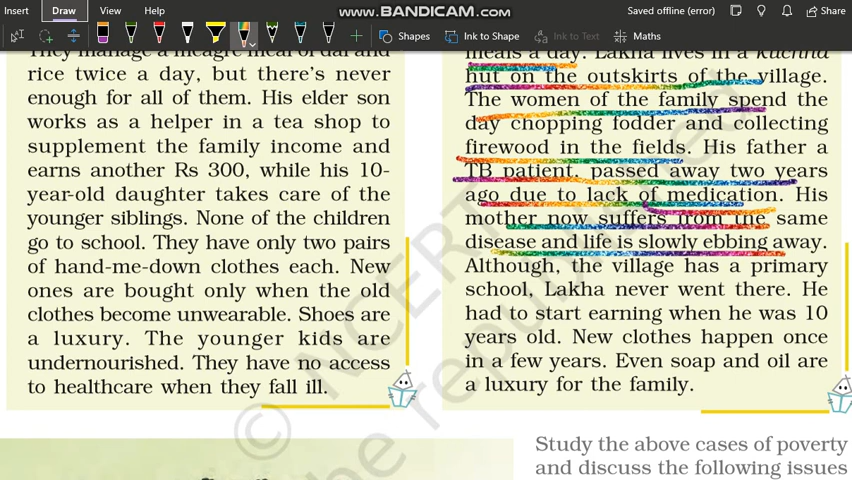 WWW.BANDICAM.COM
Insert Draw View Help Saved offline (error) Share
Shapes Ink to Shape Ink to Text Maths
rice twice a day, but there's never
enough for all of them. His elder son
works as a helper in a tea shop to
supplement the family income and
earns another Rs 300, while his 10-
year-old daughter takes care of the
younger siblings. None of the children
go to school. They have only two pairs
of hand-me-down clothes each. New
ones are bought only when the old
clothes become unwearable. Shoes are
a luxury. The younger kids are
undernourished. They have no access
to healthcare when they fall ill.
meals a day. Lakha lives in a kachha
hut on the outskirts of the village.
The women of the family spend the
day chopping fodder and collecting
firewood in the fields. His father a
TB patient, passed away two years
ago due to lack of medication. His
mother now suffers from the same
disease and life is slowly ebbing away.
Although, the village has a primary
school, Lakha never went there. He
had to start earning when he was 10
years old. New clothes happen once
in a few years. Even soap and oil are
a luxury for the family.
Study the above cases of poverty
and discuss the following issues
© NCERT
be republished